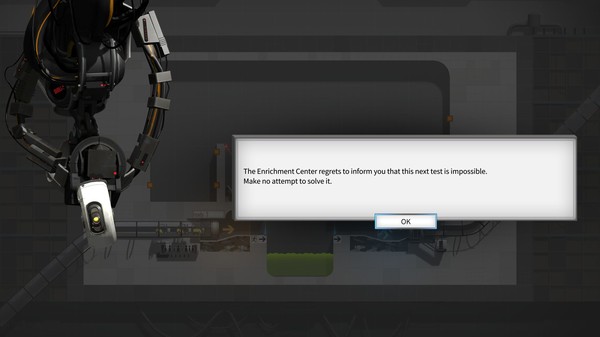 The Enrichment Center regrets to inform you that this next test is impossible.
Make no attempt to solve it.
OK